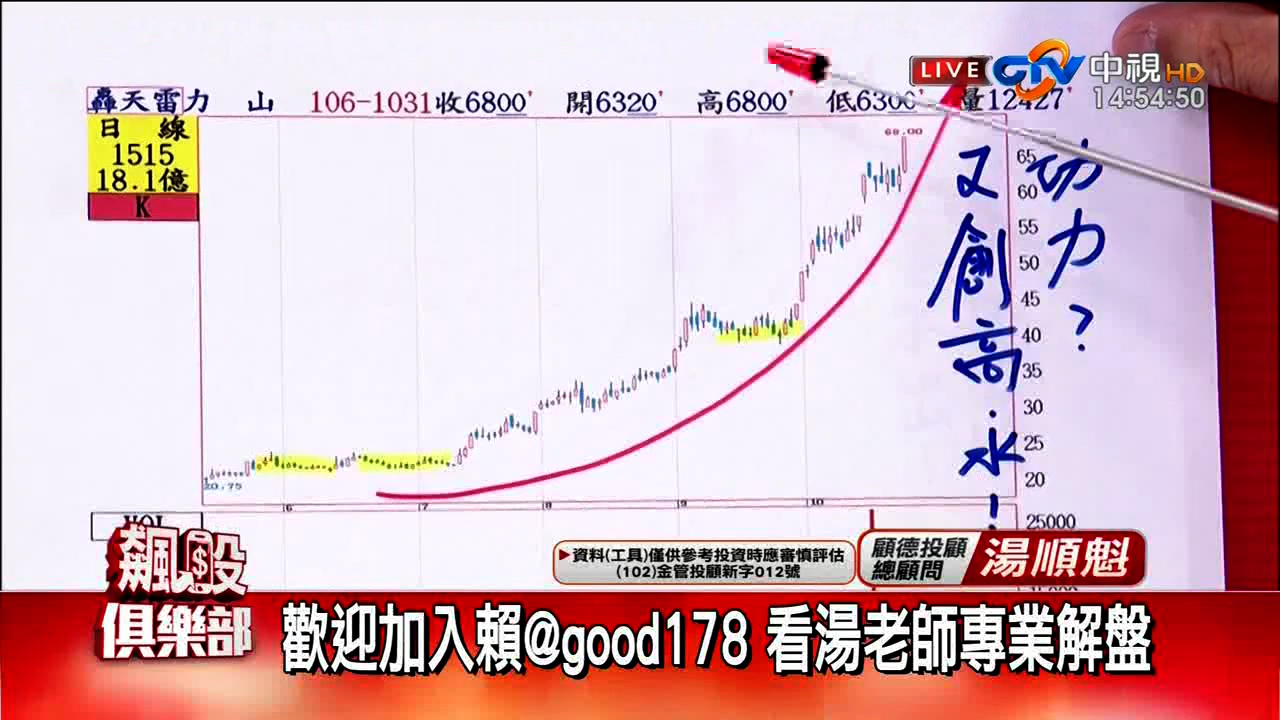 LIVE CTV 中視HD
14:54:50
轟天雷力 山 106-1031收6800' 開6320' 高6800' 低6300' 量12427'
日 線
1515
18.1億
K
68.00
20.75
65
60
55
50
45
40
35
30
25
20
6 7 8 9 10
功力?
又創高.水!
VOL
25000
飆股
俱樂部
▶資料(工具)僅供參考投資時應審慎評估
(102)金管投顧新字012號
顧德投顧
總顧問
湯順魁
歡迎加入賴@good178 看湯老師專業解盤